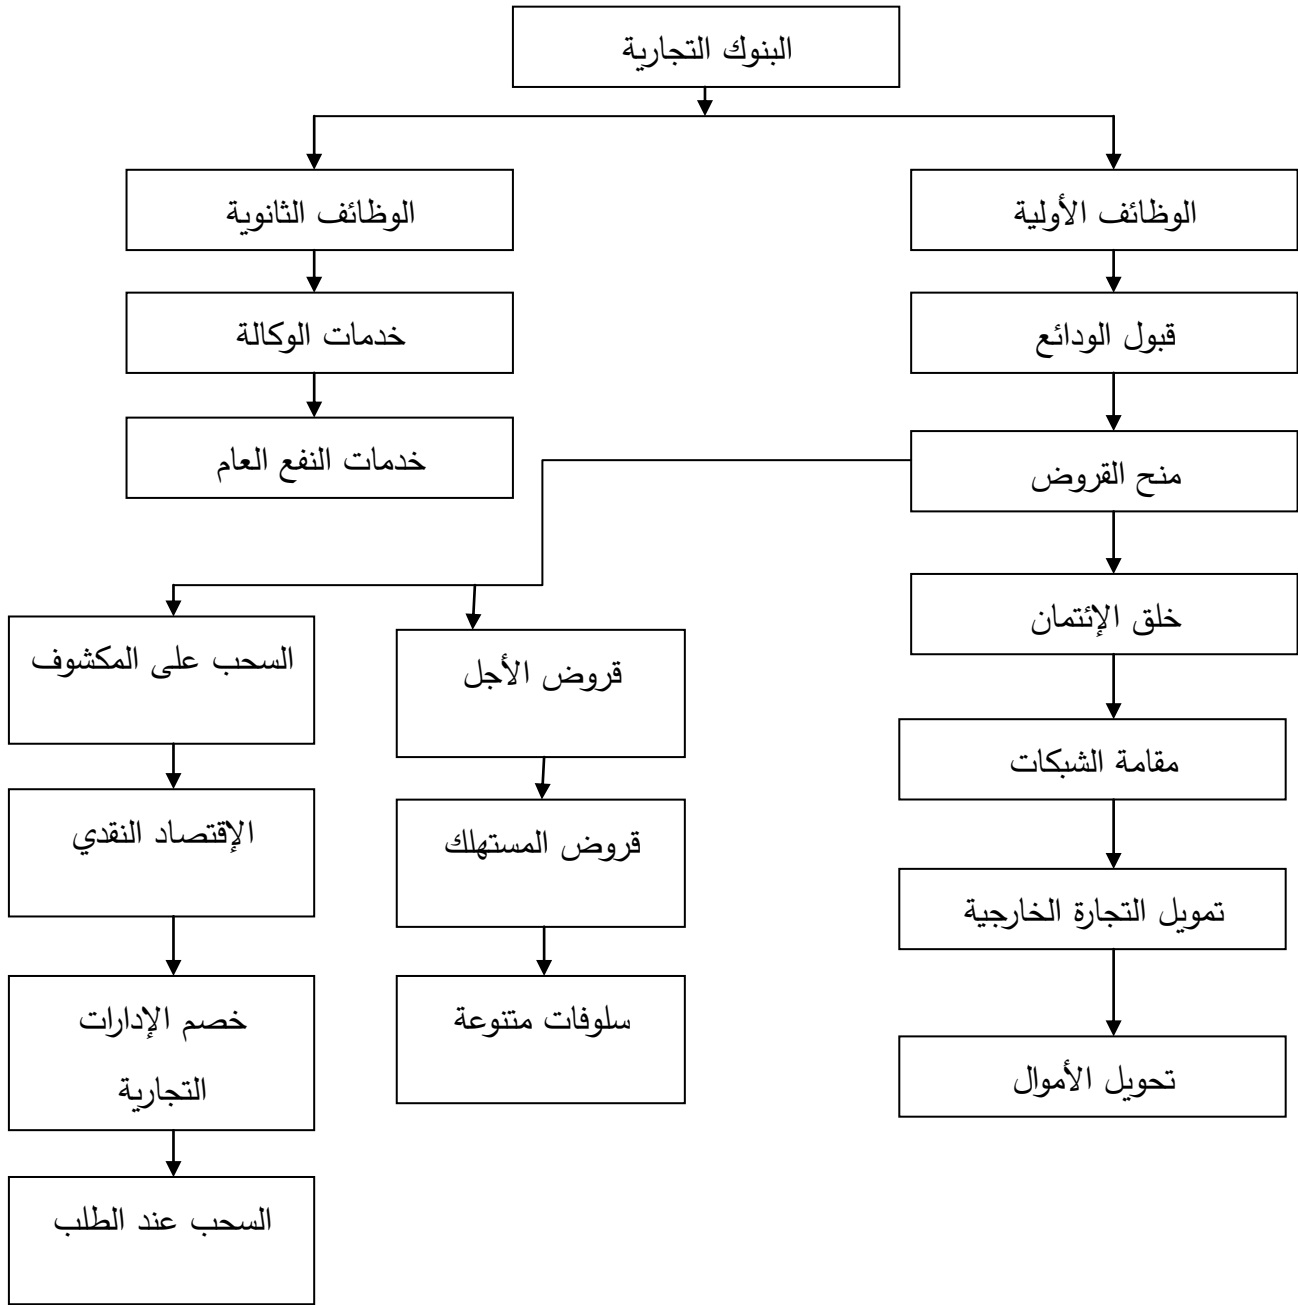 البنوك التجارية
الوظائف الأولية
الوظائف الثانوية
قبول الودائع
خدمات الوكالة
منح القروض
خدمات النفع العام
خلق الإئتمان
السحب على المكشوف
قروض الأجل
مقامة الشبكات
الإقتصاد النقدي
قروض المستهلك
تمويل التجارة الخارجية
خصم الإدارات
التجارية
سلوفات متنوعة
تحويل الأموال
السحب عند الطلب